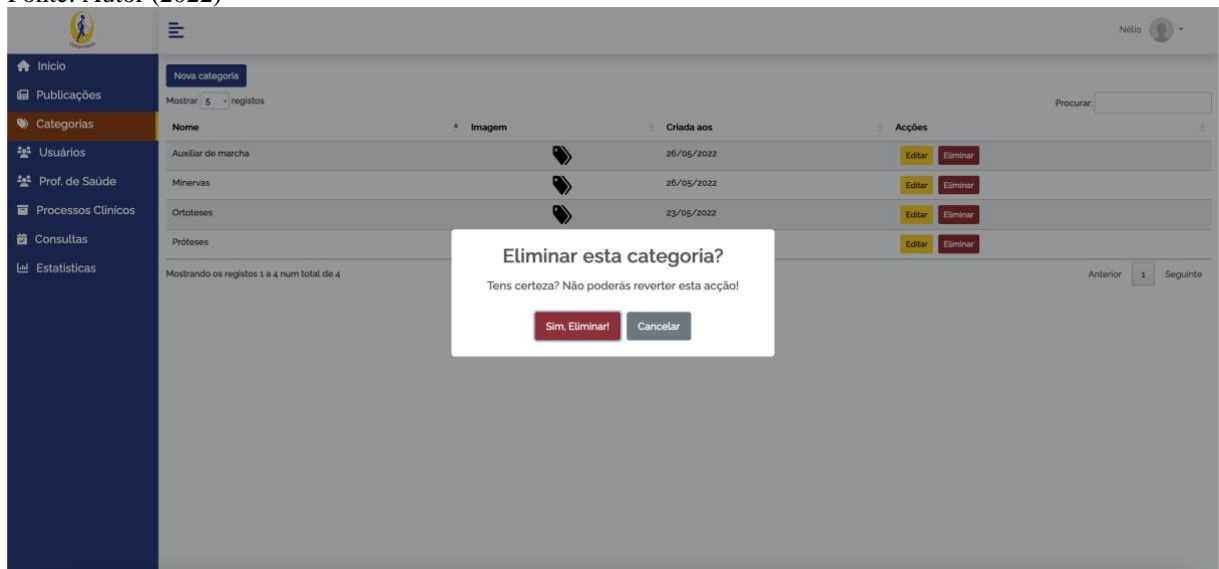 Fonte: Autor (2022)
Nélio
Inicio
Publicações
Categorias
Usuários
Prof. de Saúde
Processos Clinicos
Consultas
Estatisticas
Nova categoria
Mostrar 5 registos
Procurar:
Nome Imagem Criada aos Acções
Auxiliar de marcha 26/05/2022 Editar Eliminar
Minervas 26/05/2022 Editar Eliminar
Ortoteses 23/05/2022 Editar Eliminar
Próteses Editar Eliminar
Mostrando os registos 1 a 4 num total de 4
Anterior 1 Seguinte
Eliminar esta categoria?
Tens certeza? Não poderás reverter esta acção!
Sim, Eliminar! Cancelar